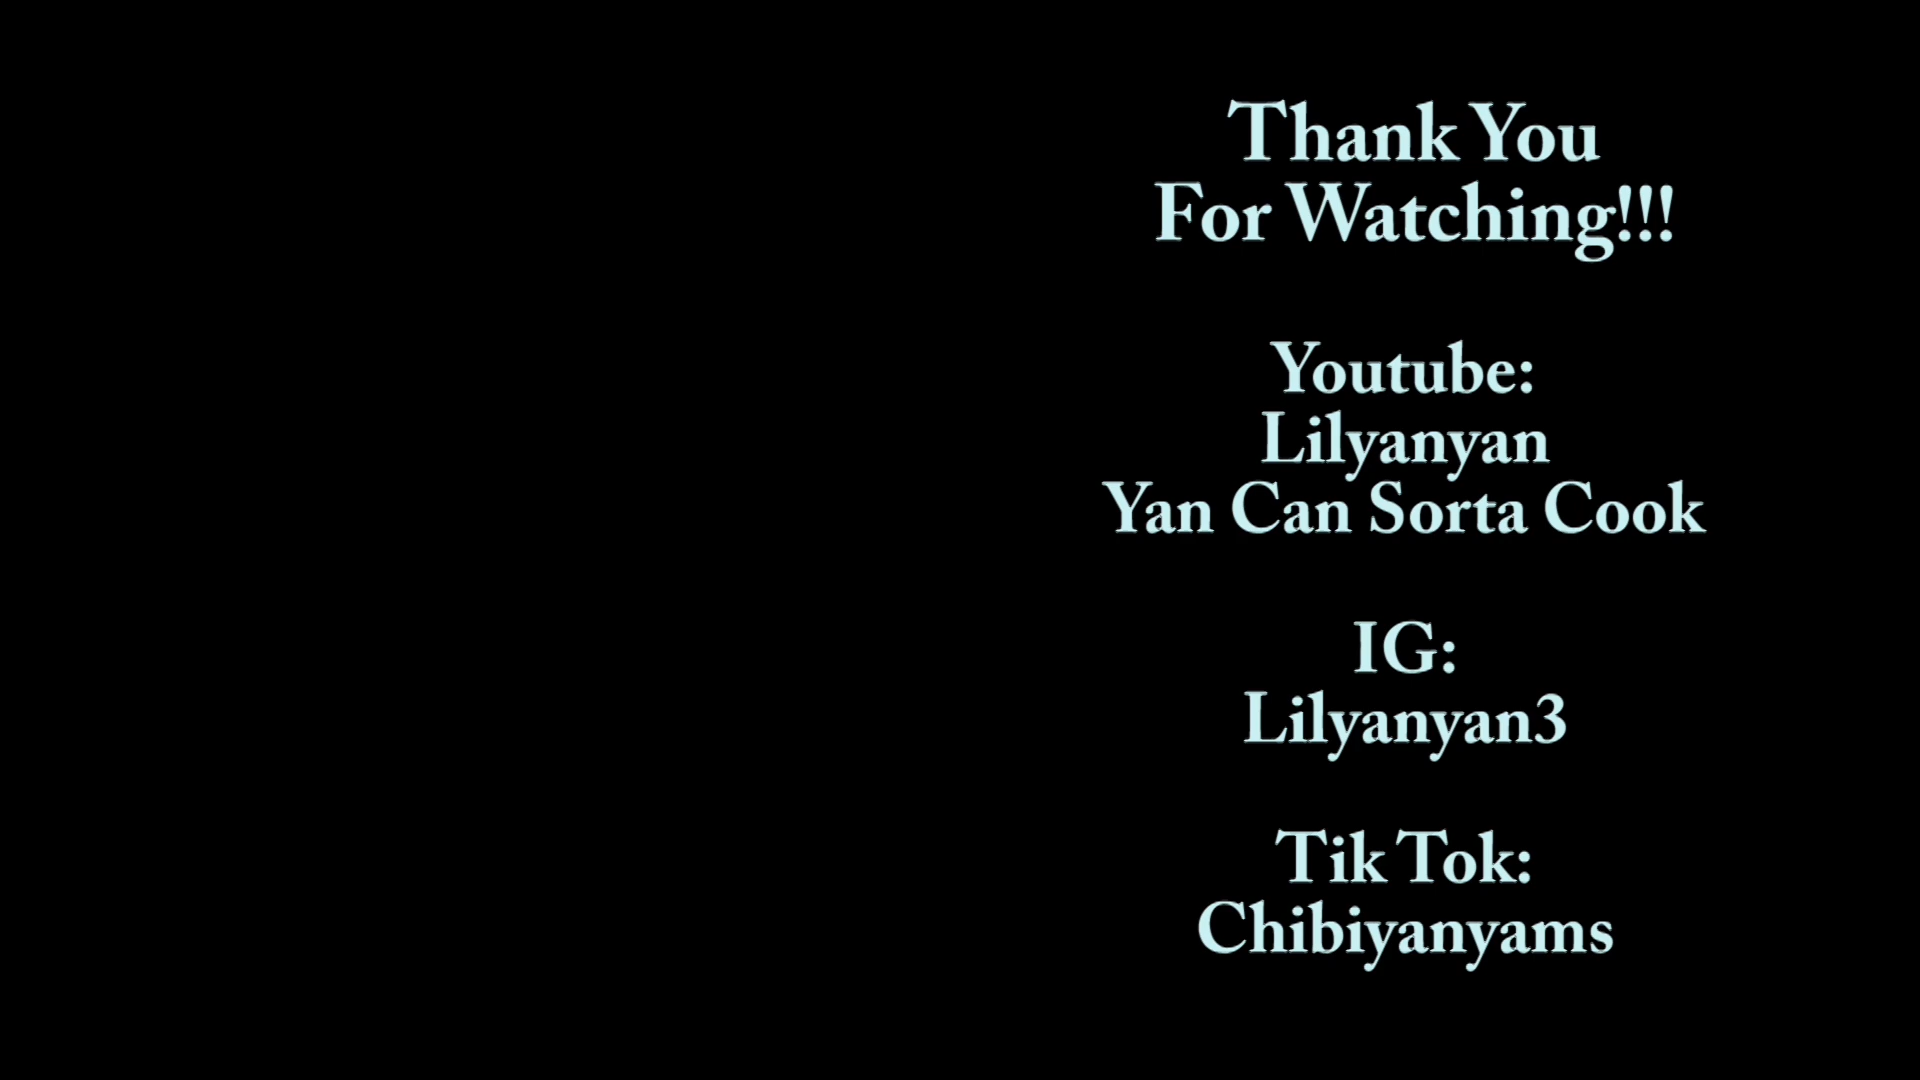 Thank You
For Watching!!!
Youtube:
Lilyanyan
Yan Can Sorta Cook
IG:
Lilyanyan3
Tik Tok:
Chibiyanyams